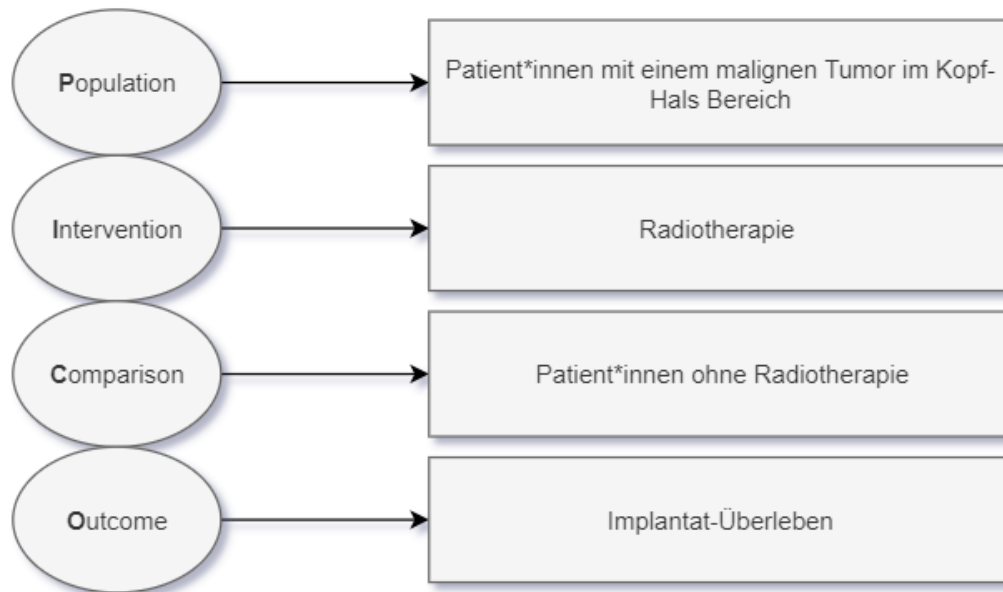 Population
Patient*innen mit einem malignen Tumor im Kopf-
Hals Bereich
Intervention
Radiotherapie
Comparison
Patient*innen ohne Radiotherapie
Outcome
Implantat-Überleben